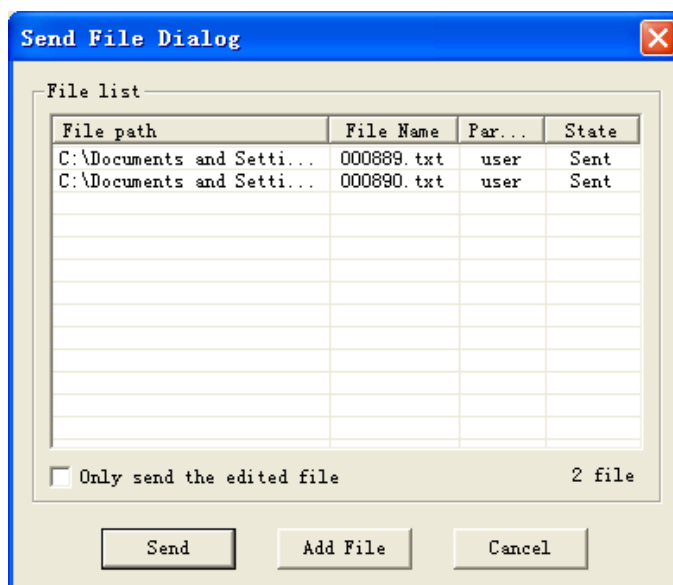 Send File Dialog
File list
File path File Name Par... State
C:\Documents and Setti... 000889.txt user Sent
C:\Documents and Setti... 000890.txt user Sent
Only send the edited file 2 file
Send Add File Cancel